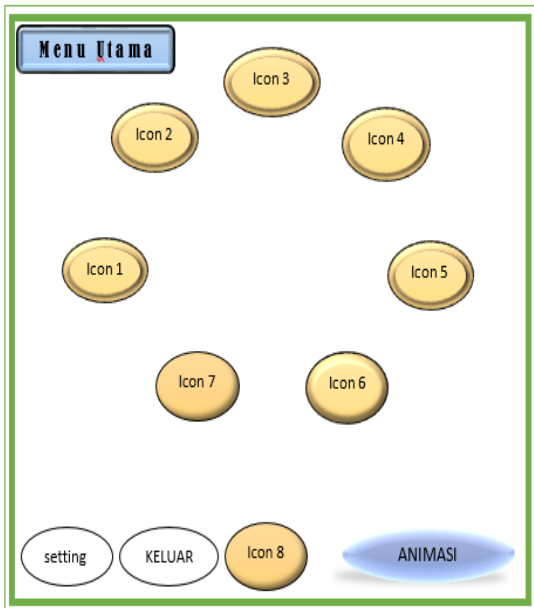 Menu Utama
Icon 3
Icon 2
Icon 4
Icon 1
Icon 5
Icon 7
Icon 6
setting
KELUAR
Icon 8
ANIMASI